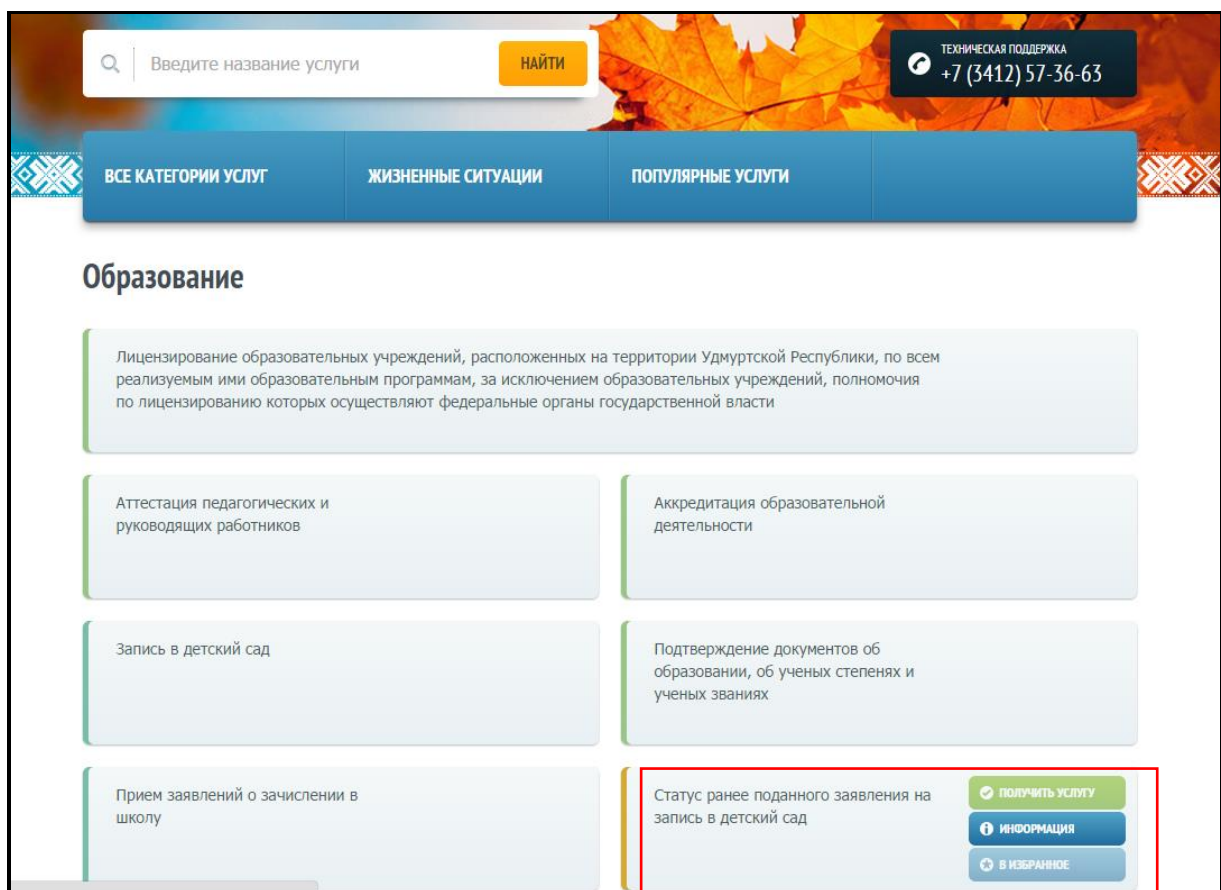 Введите название услуги
НАЙТИ
ТЕХНИЧЕСКАЯ ПОДДЕРЖКА
+7 (3412) 57-36-63
ВСЕ КАТЕГОРИИ УСЛУГ
ЖИЗНЕННЫЕ СИТУАЦИИ
ПОПУЛЯРНЫЕ УСЛУГИ
Образование
Лицензирование образовательных учреждений, расположенных на территории Удмуртской Республики, по всем
реализуемым ими образовательным программам, за исключением образовательных учреждений, полномочия
по лицензированию которых осуществляют федеральные органы государственной власти
Аттестация педагогических и
руководящих работников
Аккредитация образовательной
деятельности
Запись в детский сад
Подтверждение документов об
образовании, об ученых степенях и
ученых званиях
Прием заявлений о зачислении в
школу
Статус ранее поданного заявления на
запись в детский сад
ПОЛУЧИТЬ УСЛУГУ
ИНФОРМАЦИЯ
В ИЗБРАННОЕ